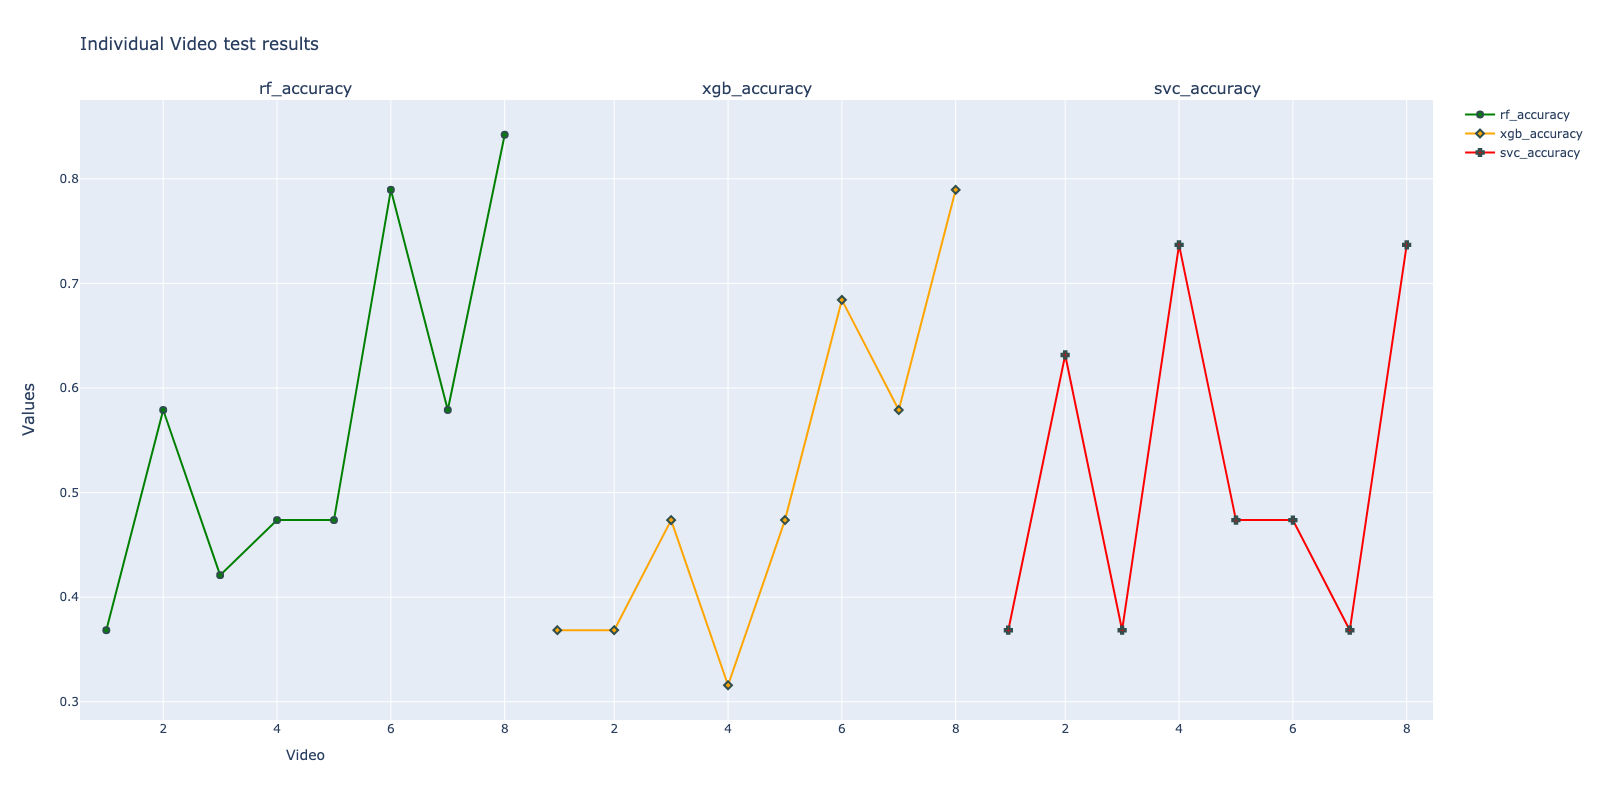 Individual Video test results
rf_accuracy
xgb_accuracy
svc_accuracy
rf_accuracy
xgb_accuracy
svc_accuracy
0.8
0.7
0.6
0.5
0.4
0.3
Values
2 4 6 8 2 4 6 8 2 4 6 8
Video